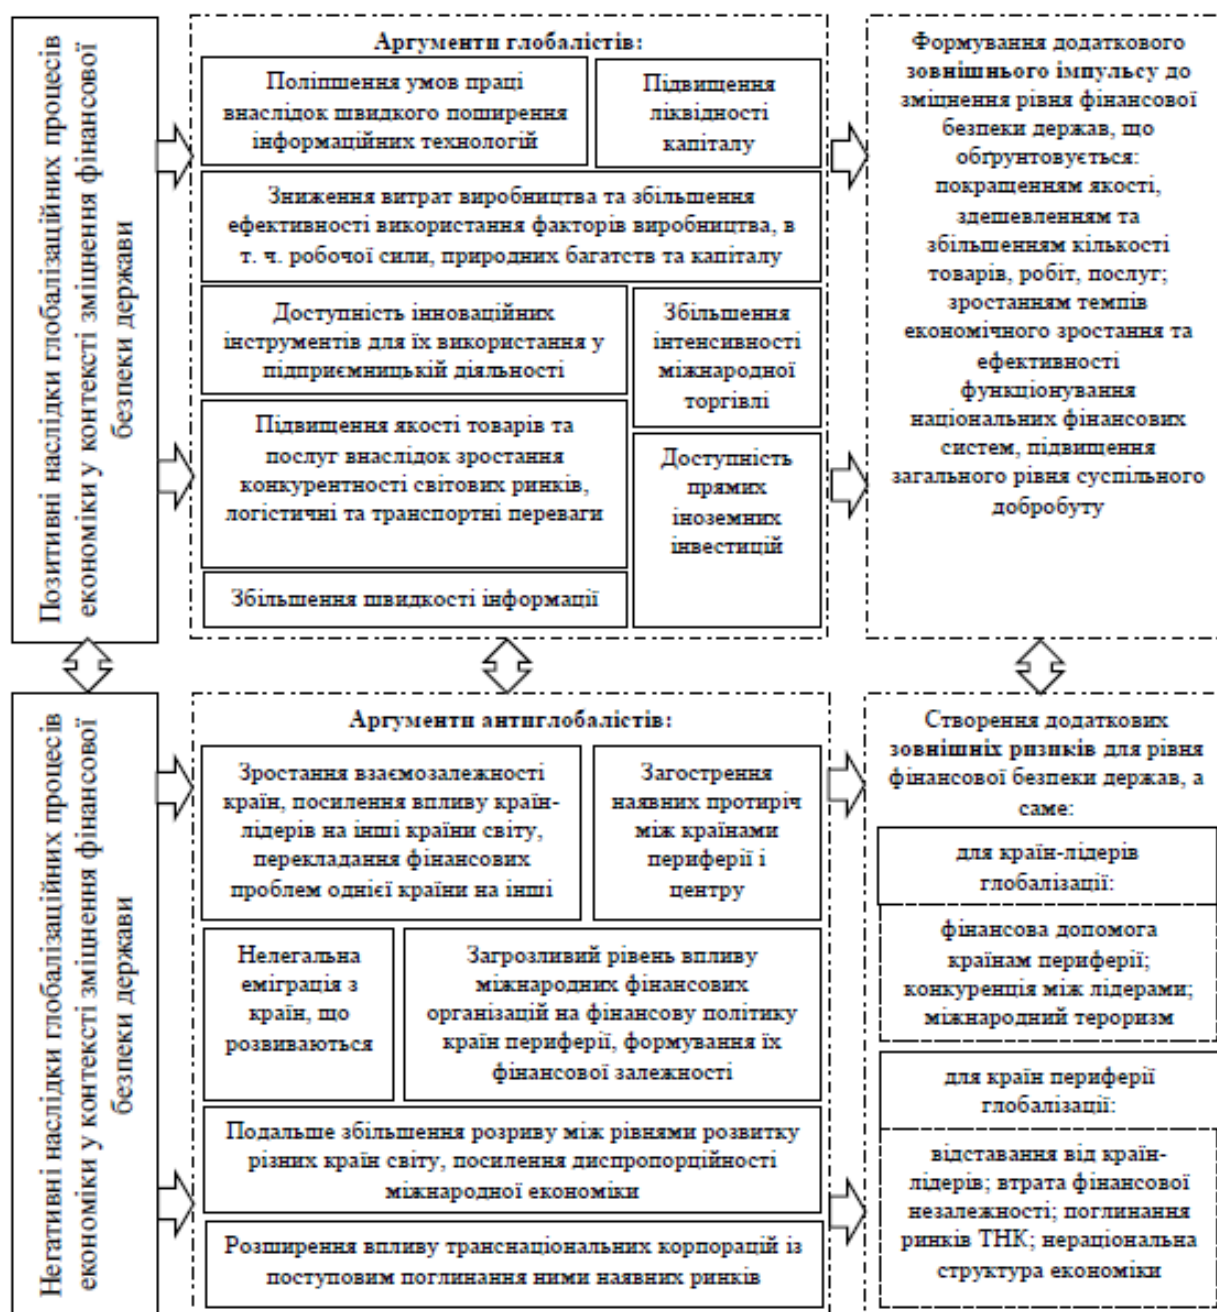 Позитивні наслідки глобалізаційних процесів
економіки у контексті зміцнення фінансової
безпеки держави
Аргументи глобалістів:
Поліпшення умов праці
внаслідок швидкого поширення
інформаційних технологій
Підвищення
ліквідності
капіталу
Зниження витрат виробництва та збільшення
ефективності використання факторів виробництва, в
т. ч. робочої сили, природних багатств та капіталу
Доступність інноваційних
інструментів для їх використання у
підприємницькій діяльності
Збільшення
інтенсивності
міжнародної
торгівлі
Підвищення якості товарів та
послуг внаслідок зростання
конкурентності світових ринків,
логістичні та транспортні переваги
Доступність
прямих
іноземних
інвестицій
Збільшення швидкості інформації
Формування додаткового
зовнішнього імпульсу до
зміцнення рівня фінансової
безпеки держав, що
обґрунтовується:
покращенням якості,
здешевленням та
збільшенням кількості
товарів, робіт, послуг;
зростанням темпів
економічного зростання та
ефективності
функціонування
національних фінансових
систем, підвищення
загального рівня суспільного
добробуту
Негативні наслідки глобалізаційних процесів
економіки у контексті зміцнення фінансової
безпеки держави
Аргументи антиглобалістів:
Зростання взаємозалежності
країн, посилення впливу країн-
лідерів на інші країни світу,
перекладання фінансових
проблем однієї країни на інші
Загострення
наявних протиріч
між країнами
периферії і
центру
Нелегальна
еміграція з
країн, що
розвиваються
Загрозливий рівень впливу
міжнародних фінансових
організацій на фінансову політику
країн периферії, формування їх
фінансової залежності
Подальше збільшення розриву між рівнями розвитку
різних країн світу, посилення диспропорційності
міжнародної економіки
Розширення впливу транснаціональних корпорацій із
поступовим поглинання ними наявних ринків
Створення додаткових
зовнішніх ризиків для рівня
фінансової безпеки держав, а
саме:
для країн-лідерів
глобалізації:
фінансова допомога
країнам периферії;
конкуренція між лідерами;
міжнародний тероризм
для країн периферії
глобалізації:
відставання від країн-
лідерів; втрата фінансової
незалежності; поглинання
ринків ТНК; нераціональна
структура економіки